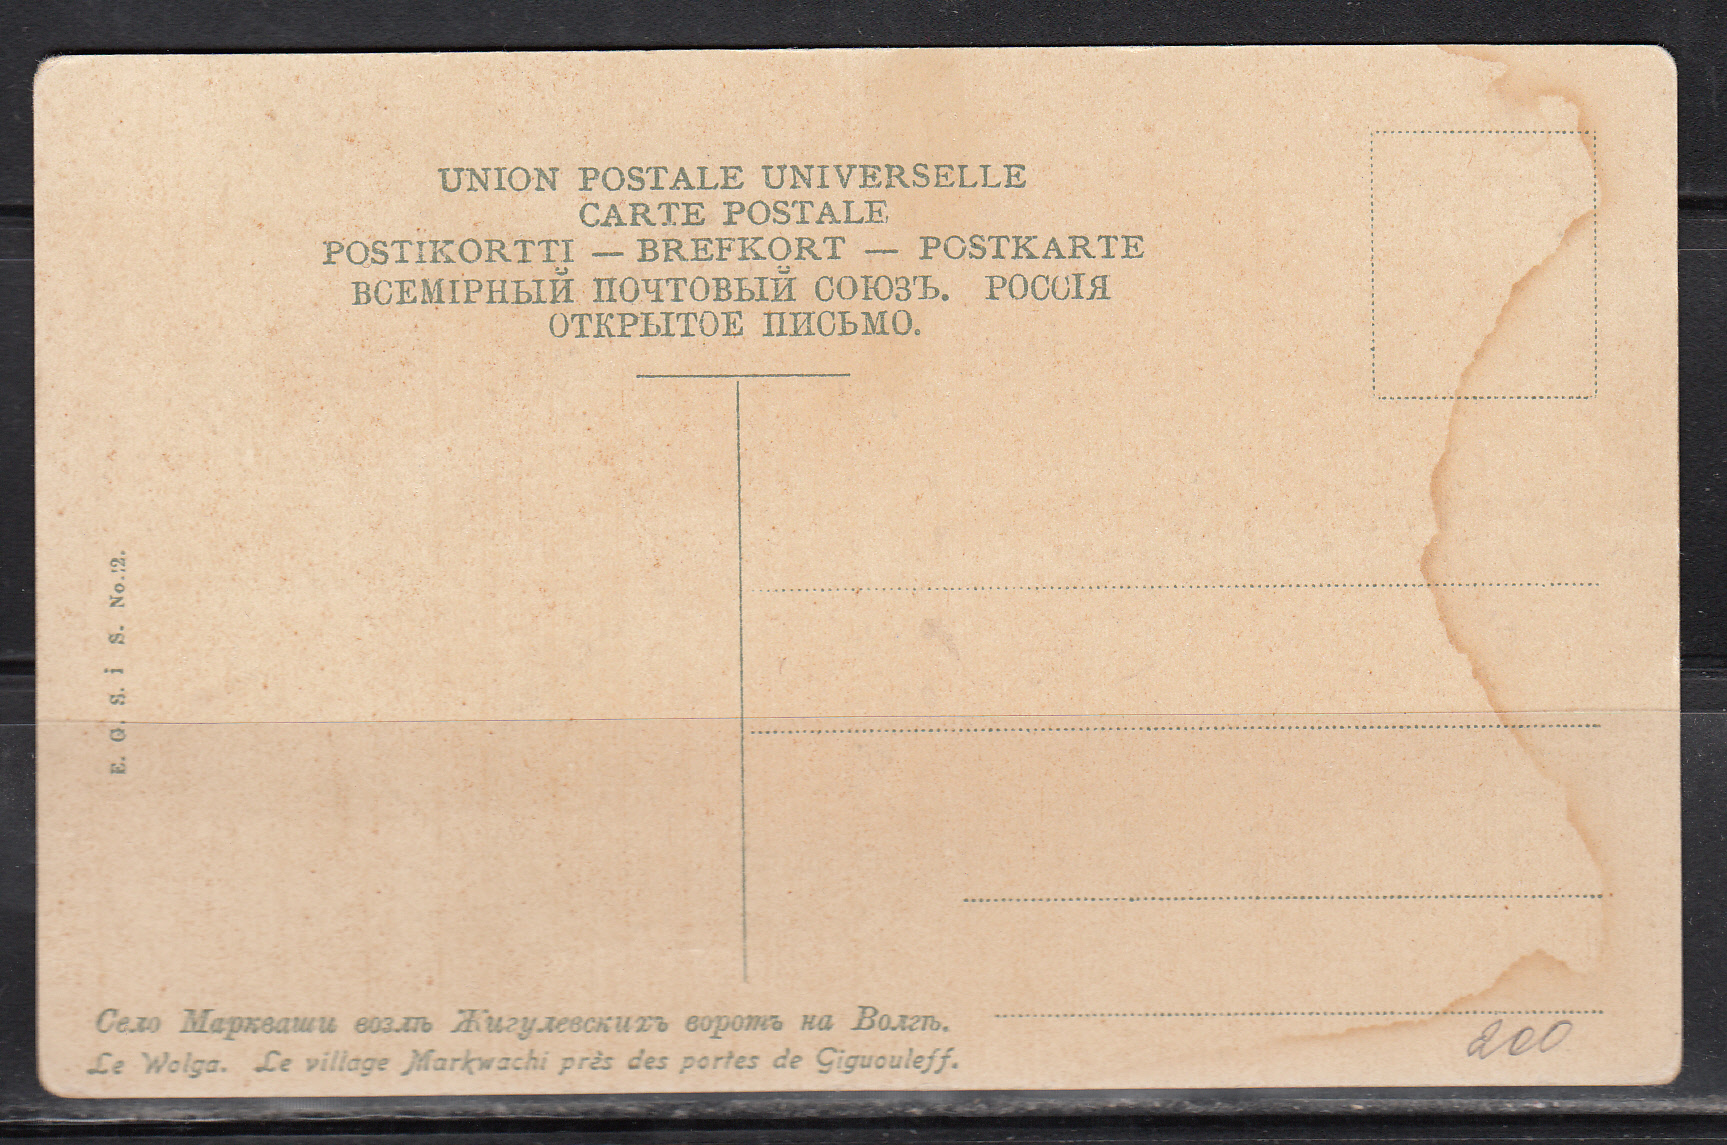 UNION POSTALE UNIVERSELLE
CARTE POSTALE
POSTIKORTTI — BREFKORT — POSTKARTE
ВСЕМІРНЫЙ ПОЧТОВЫЙ СОЮЗЪ. РОССІЯ
ОТКРЫТОЕ ПИСЬМО.
E. G. S. i S. No. 12.
Село Маркваши возлѣ Жигулевскихъ воротъ на Волгѣ.
Le Wolga. Le village Markwachi près des portes de Giguouleff.
200